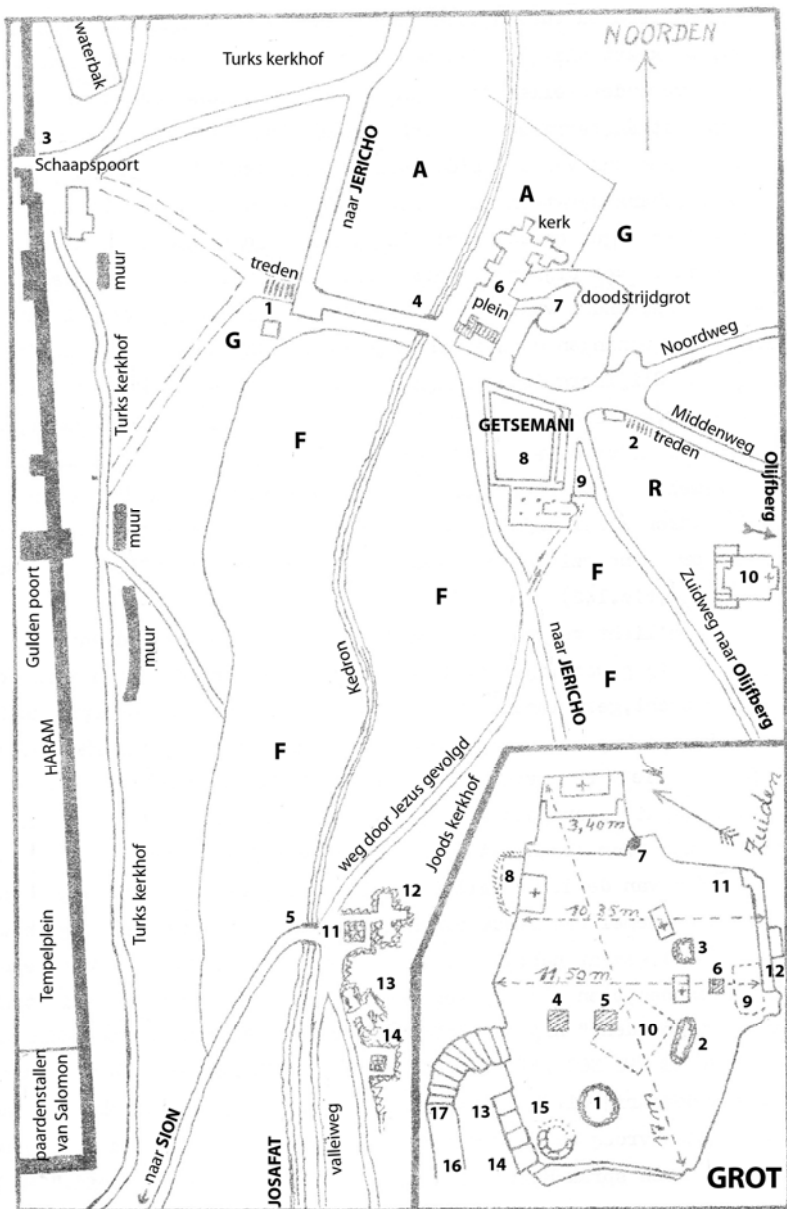 NOORDEN
waterbak
Turks kerkhof
3
Schaapspoort
naar JERICHO
A
A
kerk
G
muur
treden
1
4
6
plein
7
doodstrijdgrot
G
Turks kerkhof
F
Noordweg
GETSEMANI
8
Middenweg
2
treden
9
R
Olijfberg
muur
10
F
Gulden poort
F
Zuidweg naar Olijfberg
muur
Kedron
naar JERICHO
F
HARAM
F
weg door Jezus gevolgd
Joods kerkhof
Turks kerkhof
Tempelplein
5
12
11
13
14
paardenstallen
van Salomon
naar SION
JOSAFAT
valleiweg
N.
Zuiden
3,40 m
7
8
11
10,35 m
3
11.50 m
6
12
9
4
5
10
2
1
17
13
15
16
14
GROT